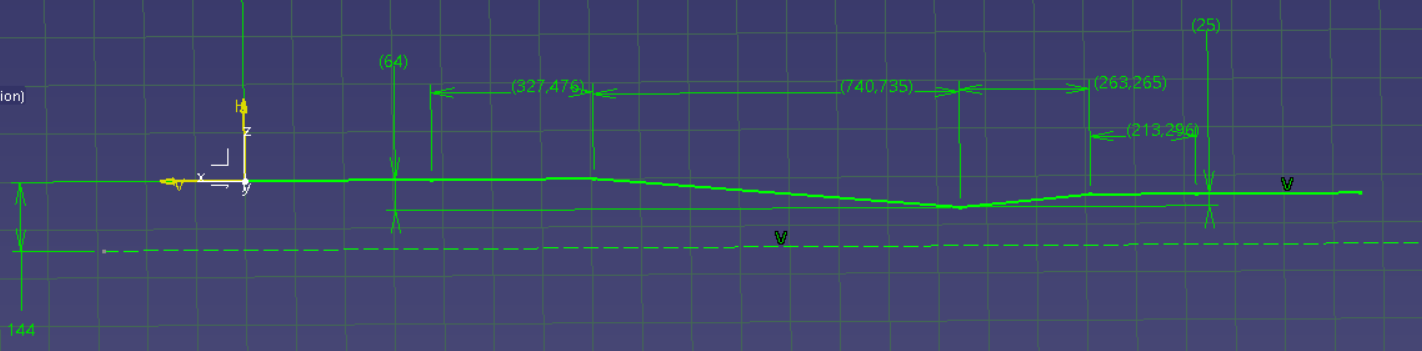 (25)
(64)
(327,476)
(740,735)
(263,265)
ion)
H
(213,296)
z
x
V
y
V
V
144